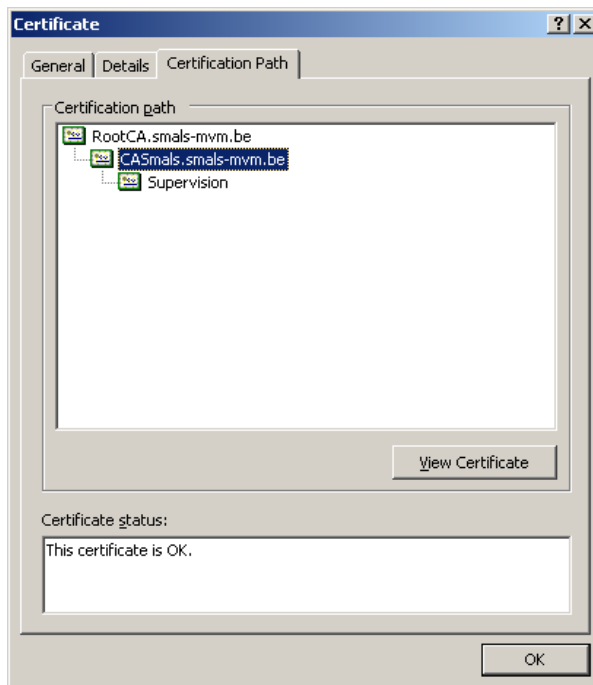 Certificate
General Details Certification Path
Certification path
RootCA.smals-mvm.be
CASmals.smals-mvm.be
Supervision
View Certificate
Certificate status:
This certificate is OK.
OK